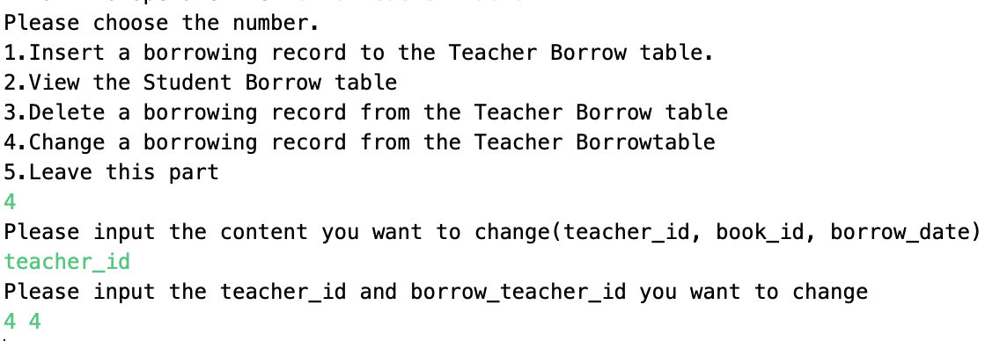 Please choose the number.
1.Insert a borrowing record to the Teacher Borrow table.
2.View the Student Borrow table
3.Delete a borrowing record from the Teacher Borrow table
4.Change a borrowing record from the Teacher Borrowtable
5.Leave this part
4
Please input the content you want to change(teacher_id, book_id, borrow_date)
teacher_id
Please input the teacher_id and borrow_teacher_id you want to change
4 4